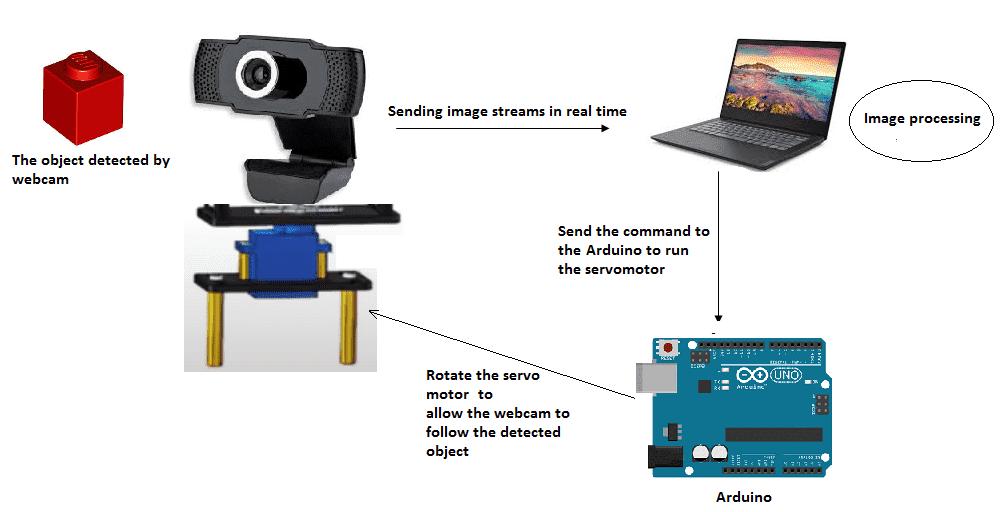 The object detected by
webcam
Sending image streams in real time
Image processing
Send the command to
the Arduino to run
the servomotor
Rotate the servo
motor to
allow the webcam to
follow the detected
object
RESET
UNO
Arduino
Arduino